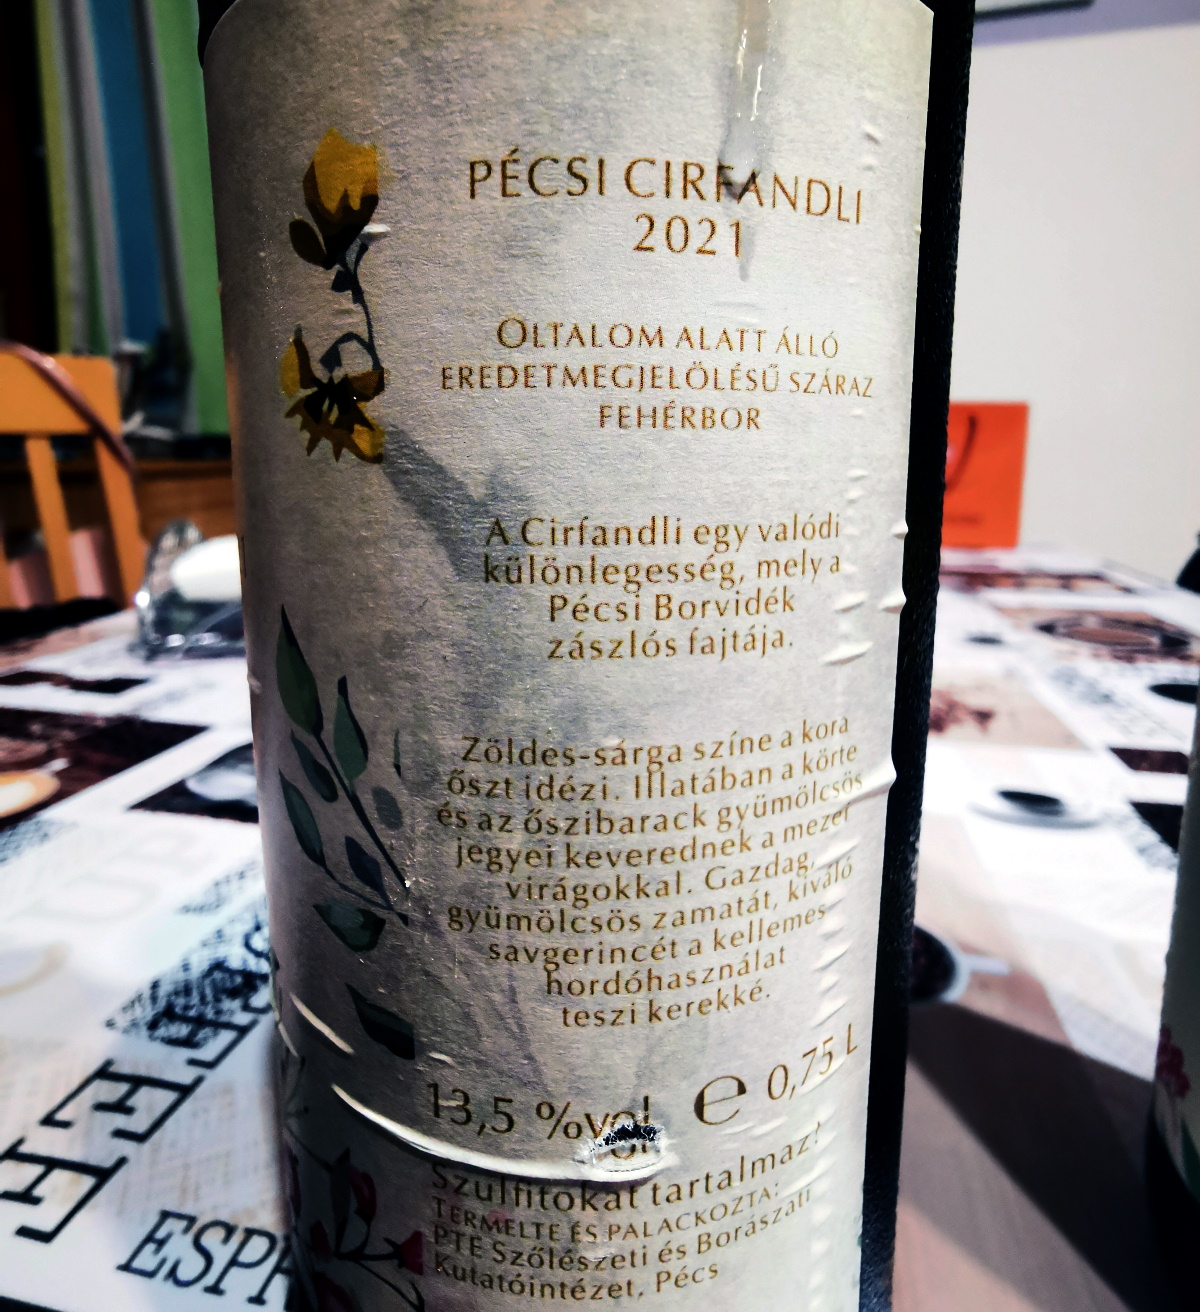 PÉCSI CIRFANDLI
2021
OLTALOM ALATT ÁLLÓ
EREDETMEGJELÖLÉSŰ SZÁRAZ
FEHÉRBOR
A Cirfandli egy valódi
különlegesség, mely a
Pécsi Borvidék
zászlós fajtája.
Zöldes-sárga színe a kora
őszt idézi. Illatában a körte
és az őszibarack gyümölcsös
jegyei keverednek a mezei
virágokkal. Gazdag,
gyümölcsös zamatát, kiváló
savgerincét a kellemes
hordóhasználat
teszi kerekké.
13,5 %vol e 0,75 L
Szulfitokat tartalmaz!
TERMELTE ÉS PALACKOZTA:
PTE Szőlészeti és Borászati
Kutatóintézet, Pécs